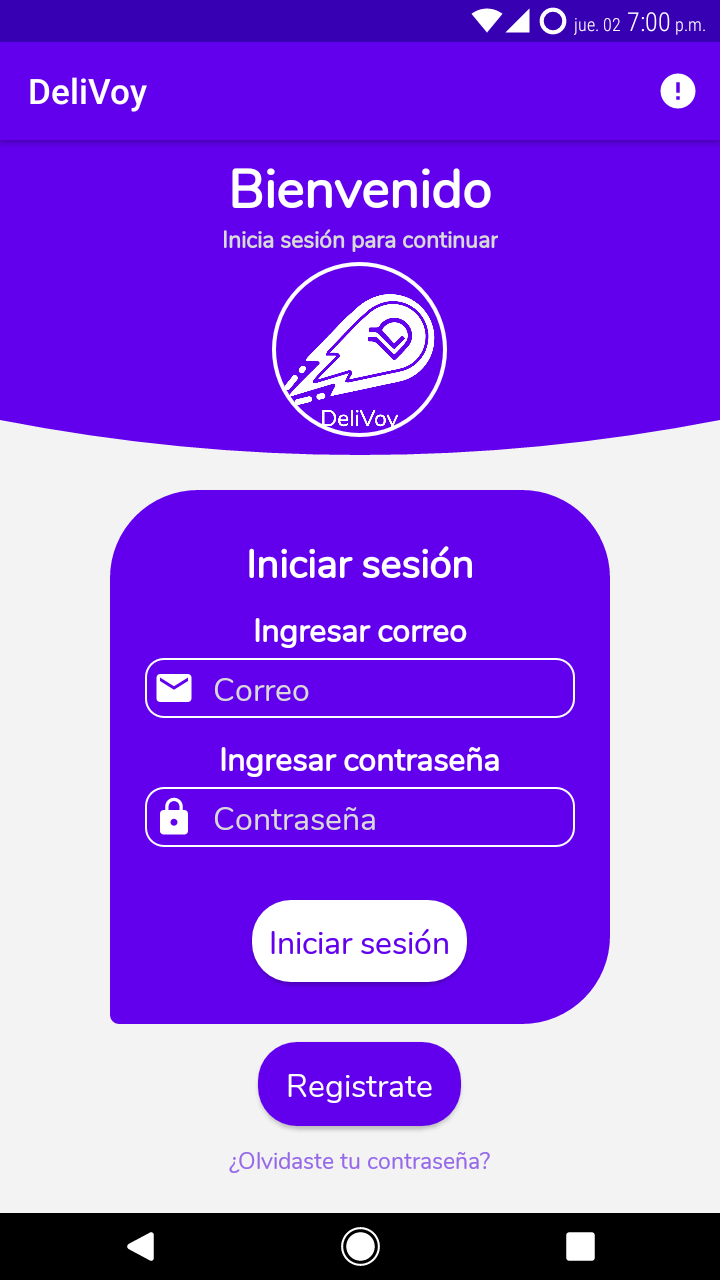 jue. 02 7:00 p.m.
DeliVoy
Bienvenido
Inicia sesión para continuar
DeliVoy
Iniciar sesión
Ingresar correo
Correo
Ingresar contraseña
Contraseña
Iniciar sesión
Registrate
¿Olvidaste tu contraseña?